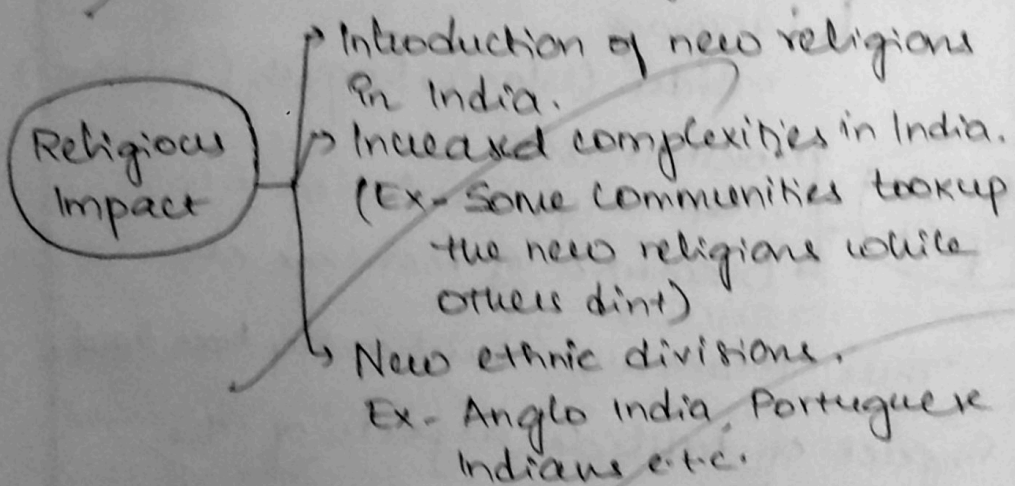 Introduction of new religions
in India.
Religious
Impact
Increased complexities in India.
(Ex- Some communities tookup
the new religions while
others dint)
New ethnic divisions.
Ex- Anglo India, Portuguese
Indians e.t.c.